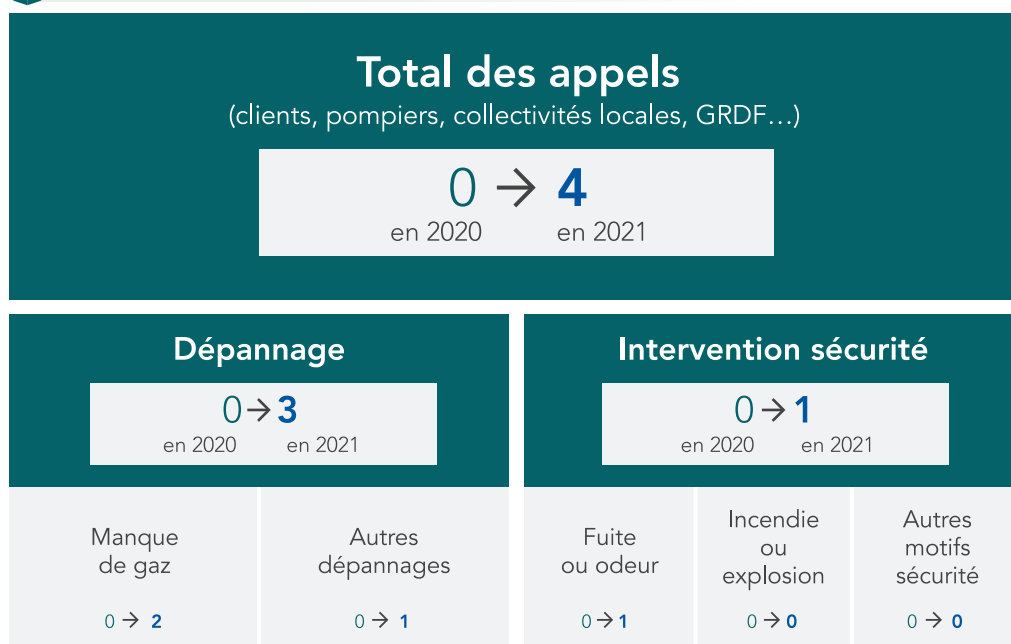 Total des appels
(clients, pompiers, collectivités locales, GRDF...)
0 → 4
en 2020 en 2021
Dépannage
0 → 3
en 2020 en 2021
Manque
de gaz
0 → 2
Autres
dépannages
0 → 1
Intervention sécurité
0 → 1
en 2020 en 2021
Fuite
ou odeur
0 → 1
Incendie
ou
explosion
0 → 0
Autres
motifs
sécurité
0 → 0